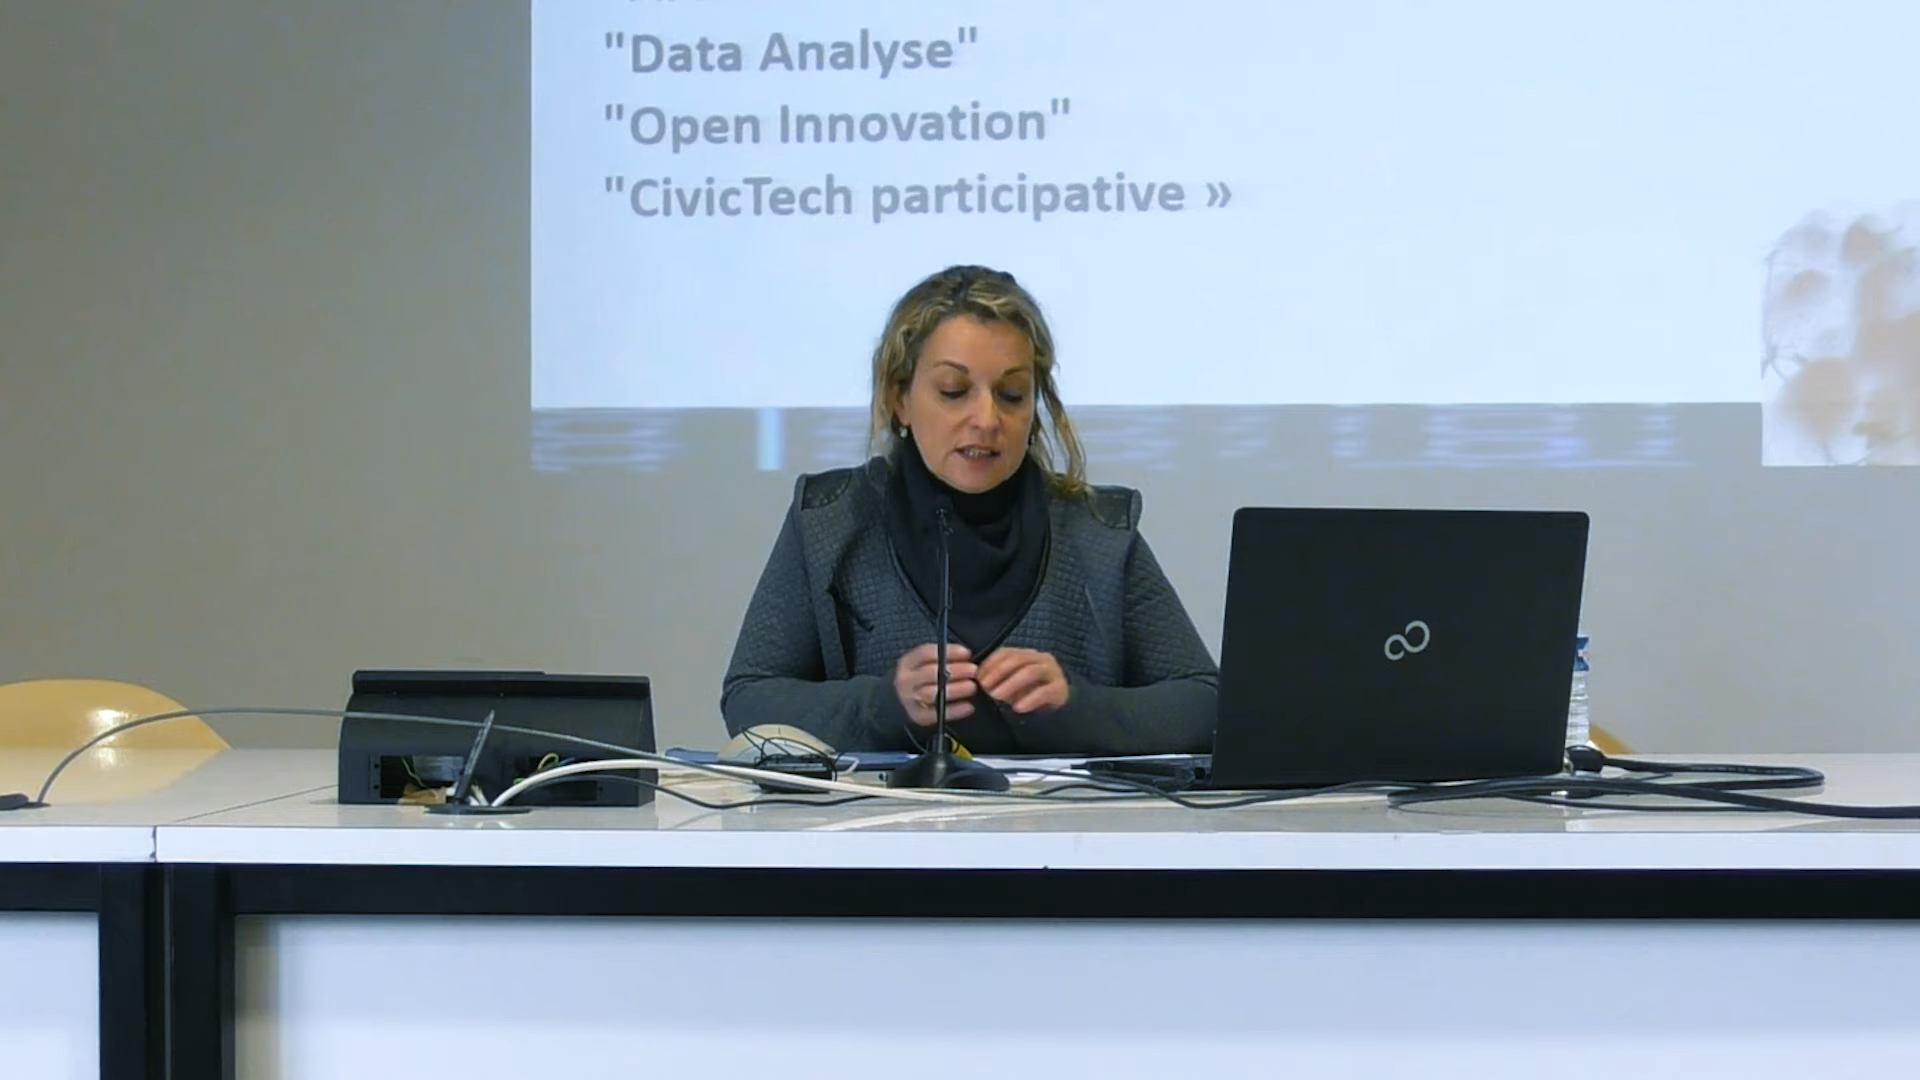 "Data Analyse"
"Open Innovation"
"CivicTech participative »